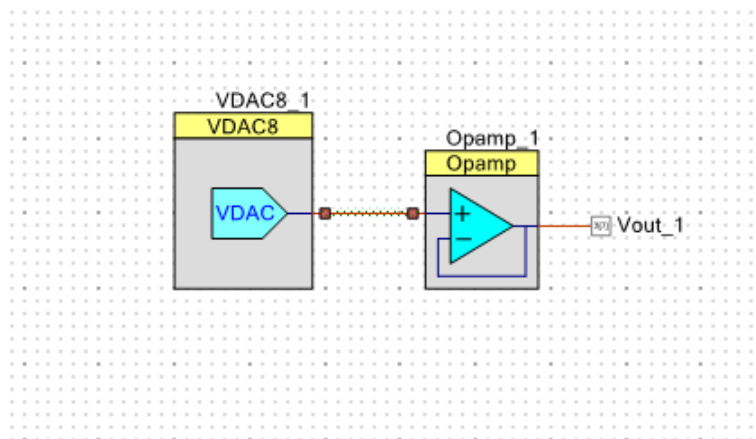 VDAC8_1
VDAC8
VDAC
Opamp_1
Opamp
+
−
Vout_1